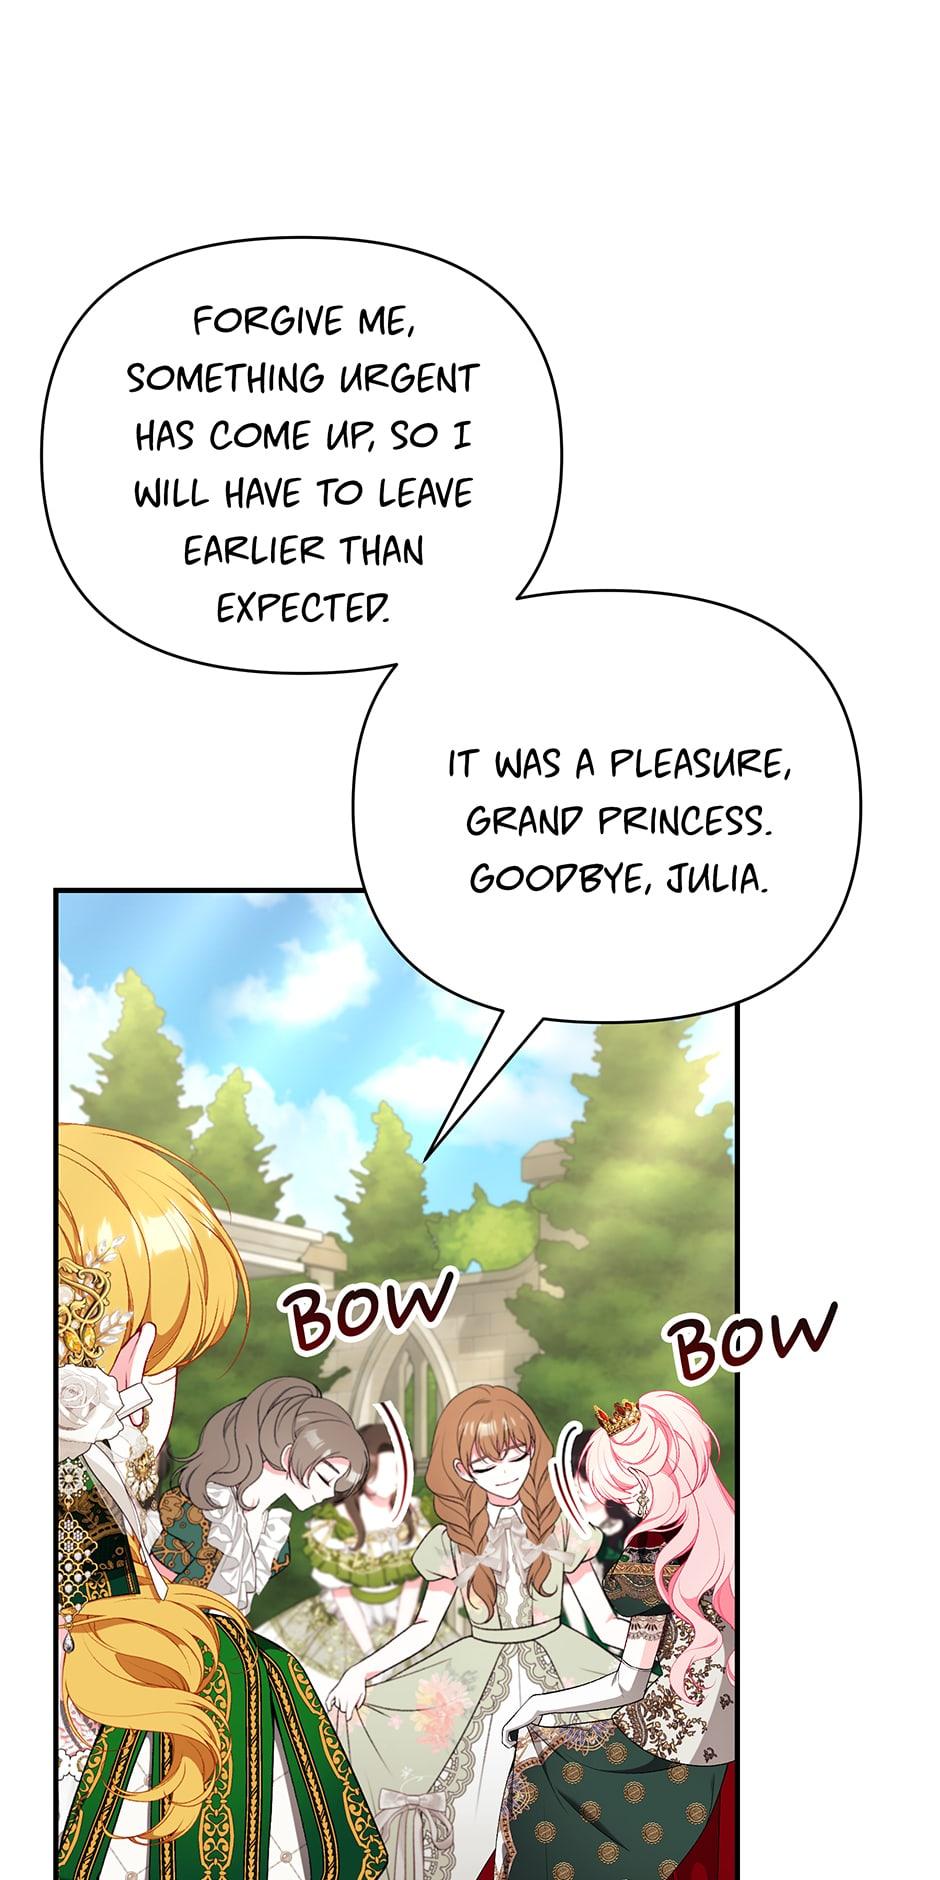 FORGIVE ME,
SOMETHING URGENT
HAS COME UP, SO I
WILL HAVE TO LEAVE
EARLIER THAN
EXPECTED.
IT WAS A PLEASURE,
GRAND PRINCESS.
GOODBYE, JULIA.
BOW
BOW